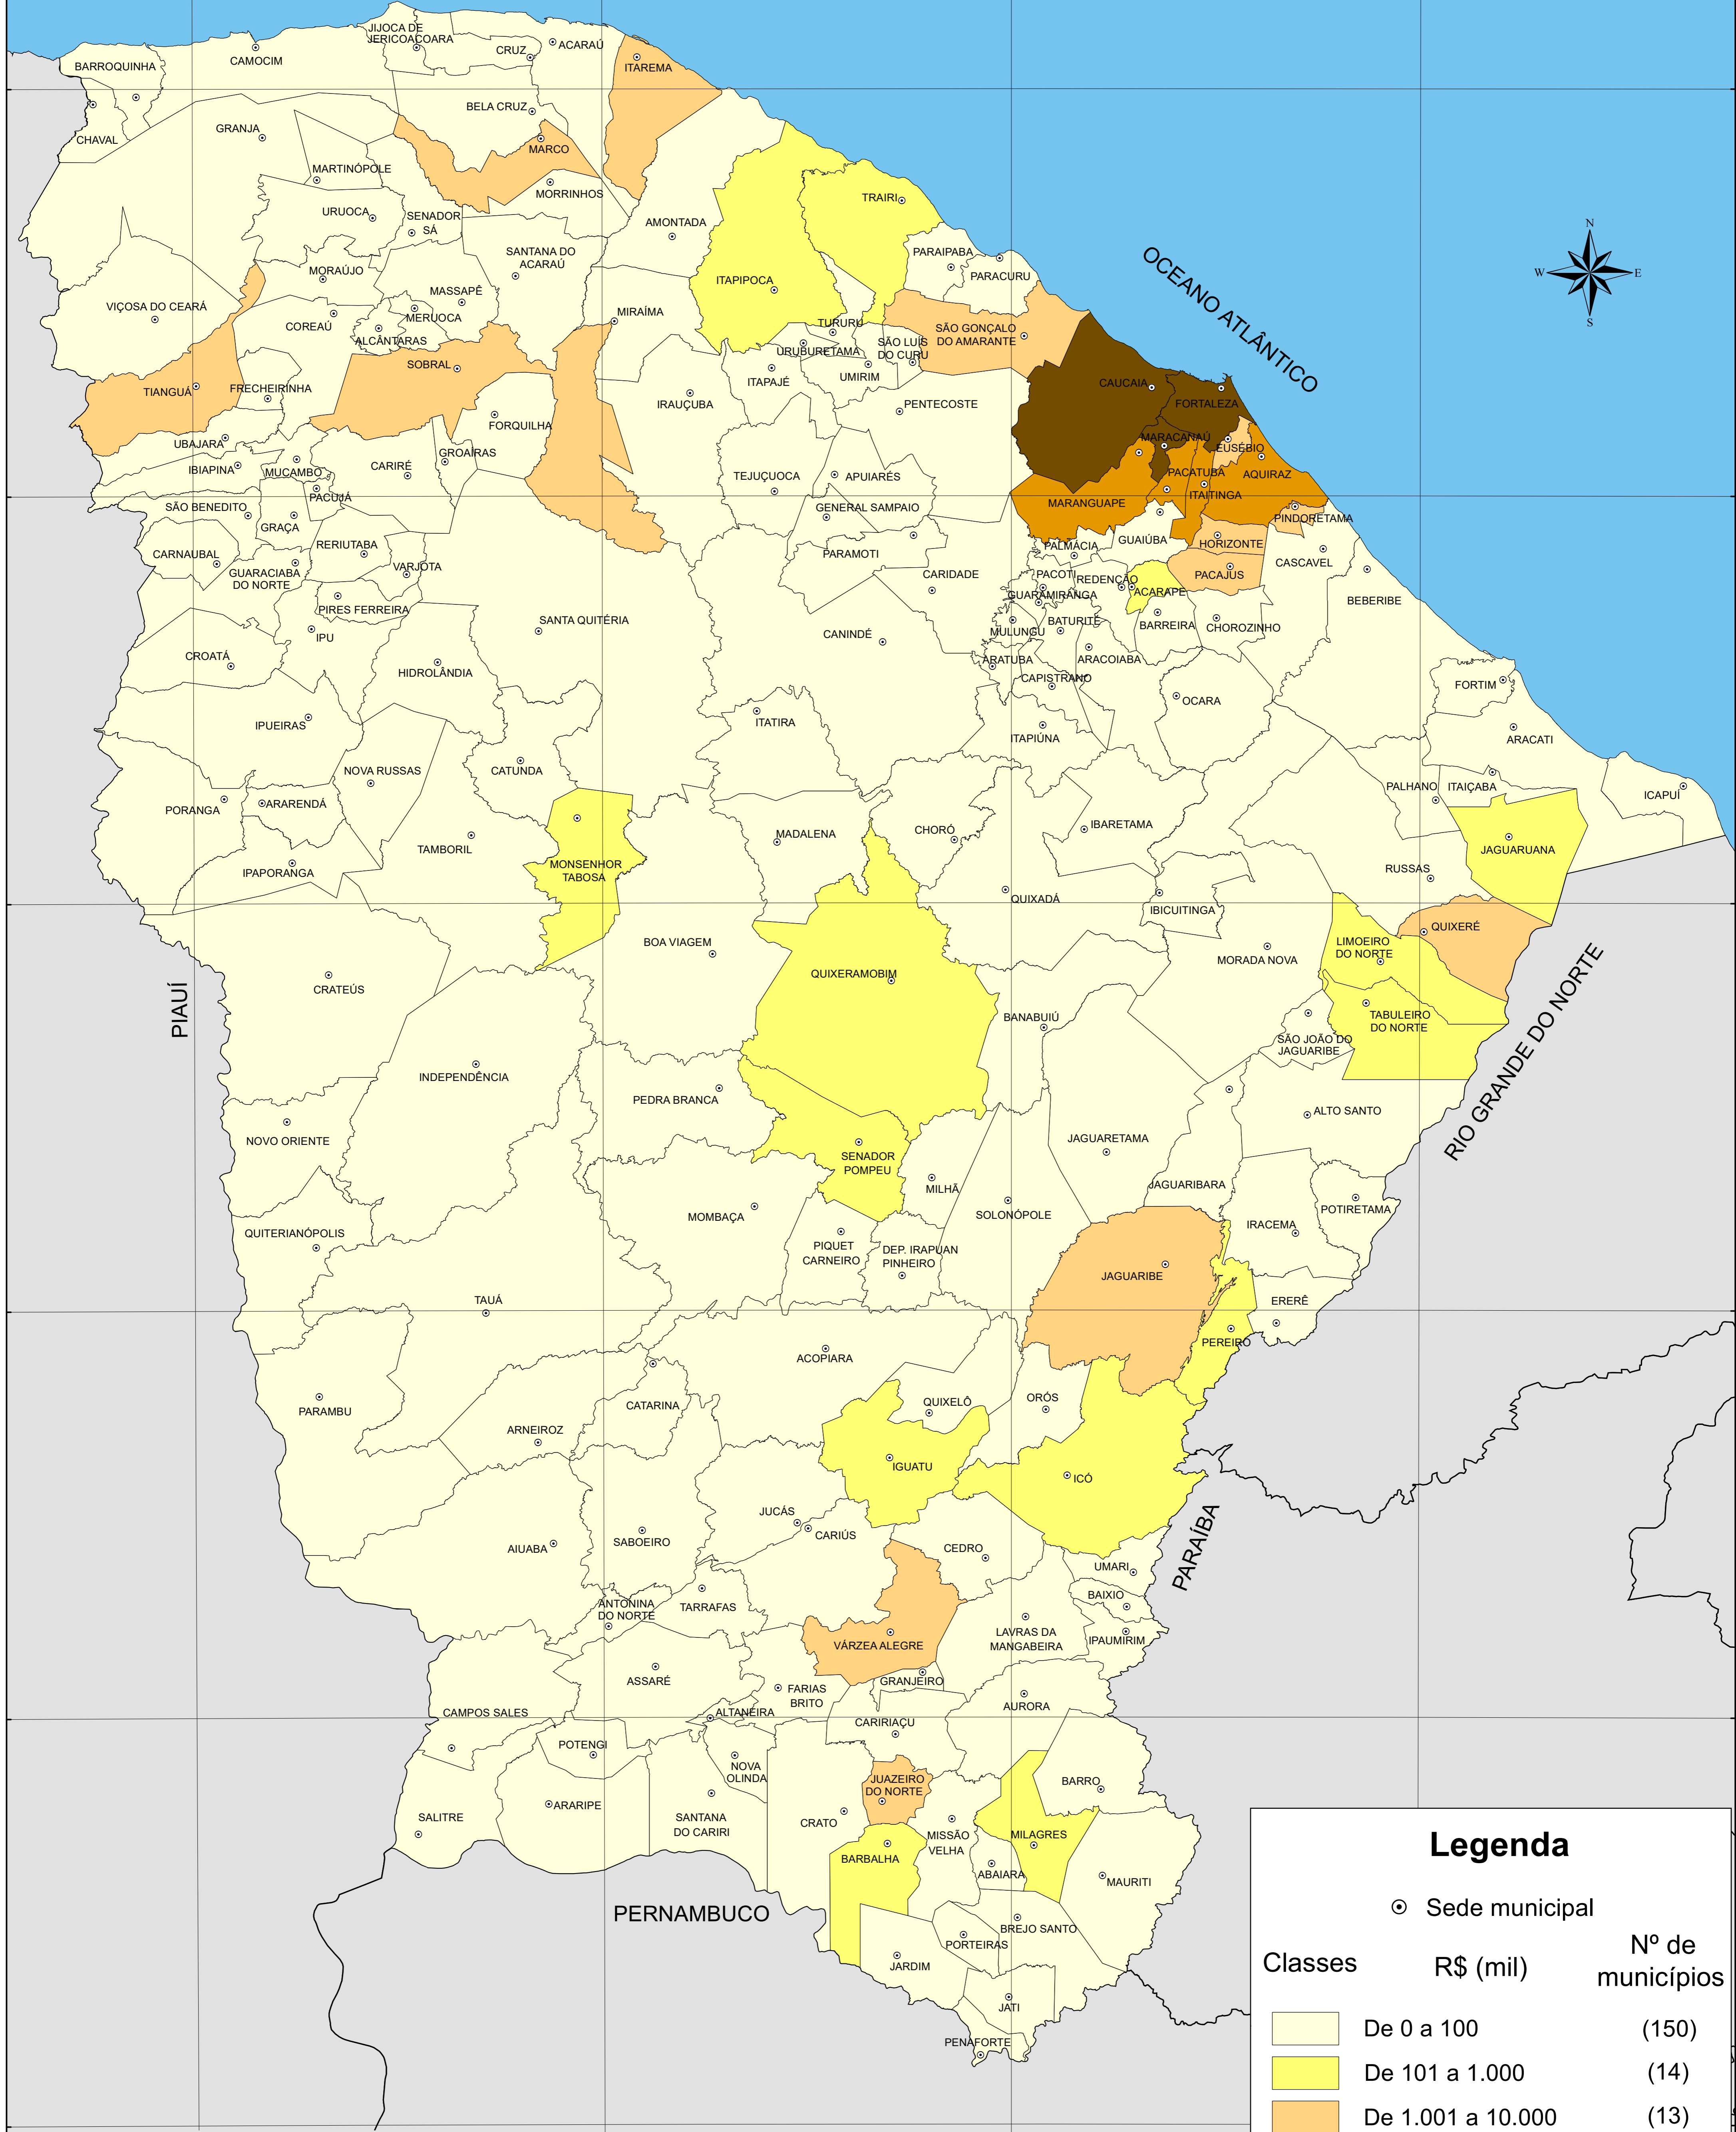 JIJOCA DE
JERICOACOARA
CRUZ
ACARAÚ
BARROQUINHA
CAMOCIM
ITAREMA
CHAVAL
GRANJA
BELA CRUZ
MARCO
MARTINÓPOLE
MORRINHOS
URUOCA
SENADOR
SÁ
AMONTADA
TRAIRI
N
W
E
S
OCEANO ATLÂNTICO
SANTANA DO
ACARAÚ
PARAIPABA
PARACURU
MORAÚJO
MASSAPÊ
ITAPIPOCA
VIÇOSA DO CEARÁ
COREAÚ
MERUOCA
ALCÂNTARAS
MIRAÍMA
TURURU
URUBURETAMA
SÃO LUÍS
DO CURU
SÃO GONÇALO
DO AMARANTE
SOBRAL
UMIRIM
ITAPAJÉ
TIANGUÁ
FRECHEIRINHA
IRAUÇUBA
PENTECOSTE
CAUCAIA
FORTALEZA
FORQUILHA
UBAJARA
MARACANAÚ
EUSÉBIO
IBIAPINA
MUCAMBO
CARIRÉ
GROAÍRAS
TEJUÇUOCA
APUIARÉS
PACATUBA
AQUIRAZ
PACUJÁ
ITAITINGA
MARANGUAPE
SÃO BENEDITO
GRAÇA
GENERAL SAMPAIO
PINDORETAMA
CARNAUBAL
RERIUTABA
PARAMOTI
PALMÁCIA
GUAIÚBA
HORIZONTE
GUARACIABA
DO NORTE
VARJOTA
CARIDADE
PACOTI
REDENÇÃO
PACAJUS
CASCAVEL
GUARAMIRANGA
ACARAPE
BEBERIBE
PIRES FERREIRA
IPU
SANTA QUITÉRIA
CANINDÉ
MULUNGU
BATURITÉ
BARREIRA
CHOROZINHO
CROATÁ
HIDROLÂNDIA
ARATUBA
ARACOIABA
CAPISTRANO
FORTIM
OCARA
IPUEIRAS
ITATIRA
ITAPIÚNA
ARACATI
NOVA RUSSAS
CATUNDA
PALHANO
ITAIÇABA
ICAPUÍ
PORANGA
ARARENDÁ
TAMBORIL
MADALENA
CHORÓ
IBARETAMA
JAGUARUANA
IPAPORANGA
MONSENHOR
TABOSA
RUSSAS
QUIXADÁ
IBICUITINGA
QUIXERÉ
BOA VIAGEM
LIMOEIRO
DO NORTE
MORADA NOVA
QUIXERAMOBIM
CRATEÚS
PIAUÍ
BANABUIÚ
TABULEIRO
DO NORTE
SÃO JOÃO DO
JAGUARIBE
RIO GRANDE DO NORTE
INDEPENDÊNCIA
PEDRA BRANCA
ALTO SANTO
NOVO ORIENTE
JAGUARETAMA
SENADOR
POMPEU
MILHÃ
JAGUARIBARA
MOMBAÇA
SOLONÓPOLE
POTIRETAMA
IRACEMA
QUITERIANÓPOLIS
PIQUET
CARNEIRO
DEP. IRAPUAN
PINHEIRO
JAGUARIBE
TAUÁ
ERERÊ
PEREIRO
ACOPIARA
PARAMBU
CATARINA
QUIXELÔ
ORÓS
ARNEIROZ
IGUATU
ICÓ
JUCÁS
CARIÚS
PARAÍBA
AIUABA
SABOEIRO
CEDRO
UMARI
ANTONINA
DO NORTE
TARRAFAS
BAIXIO
VÁRZEA ALEGRE
LAVRAS DA
MANGABEIRA
IPAUMIRIM
ASSARÉ
FARIAS
BRITO
GRANJEIRO
AURORA
CAMPOS SALES
ALTANEIRA
CARIRIAÇU
POTENGI
NOVA
OLINDA
JUAZEIRO
DO NORTE
BARRO
SALITRE
ARARIPE
SANTANA
DO CARIRI
CRATO
MISSÃO
VELHA
MILAGRES
BARBALHA
ABAIARA
MAURITI
PERNAMBUCO
BREJO SANTO
PORTEIRAS
JARDIM
JATI
PENAFORTE
Legenda
Sede municipal
Classes
R$ (mil)
Nº de
municípios
De 0 a 100
(150)
De 101 a 1.000
(14)
De 1.001 a 10.000
(13)